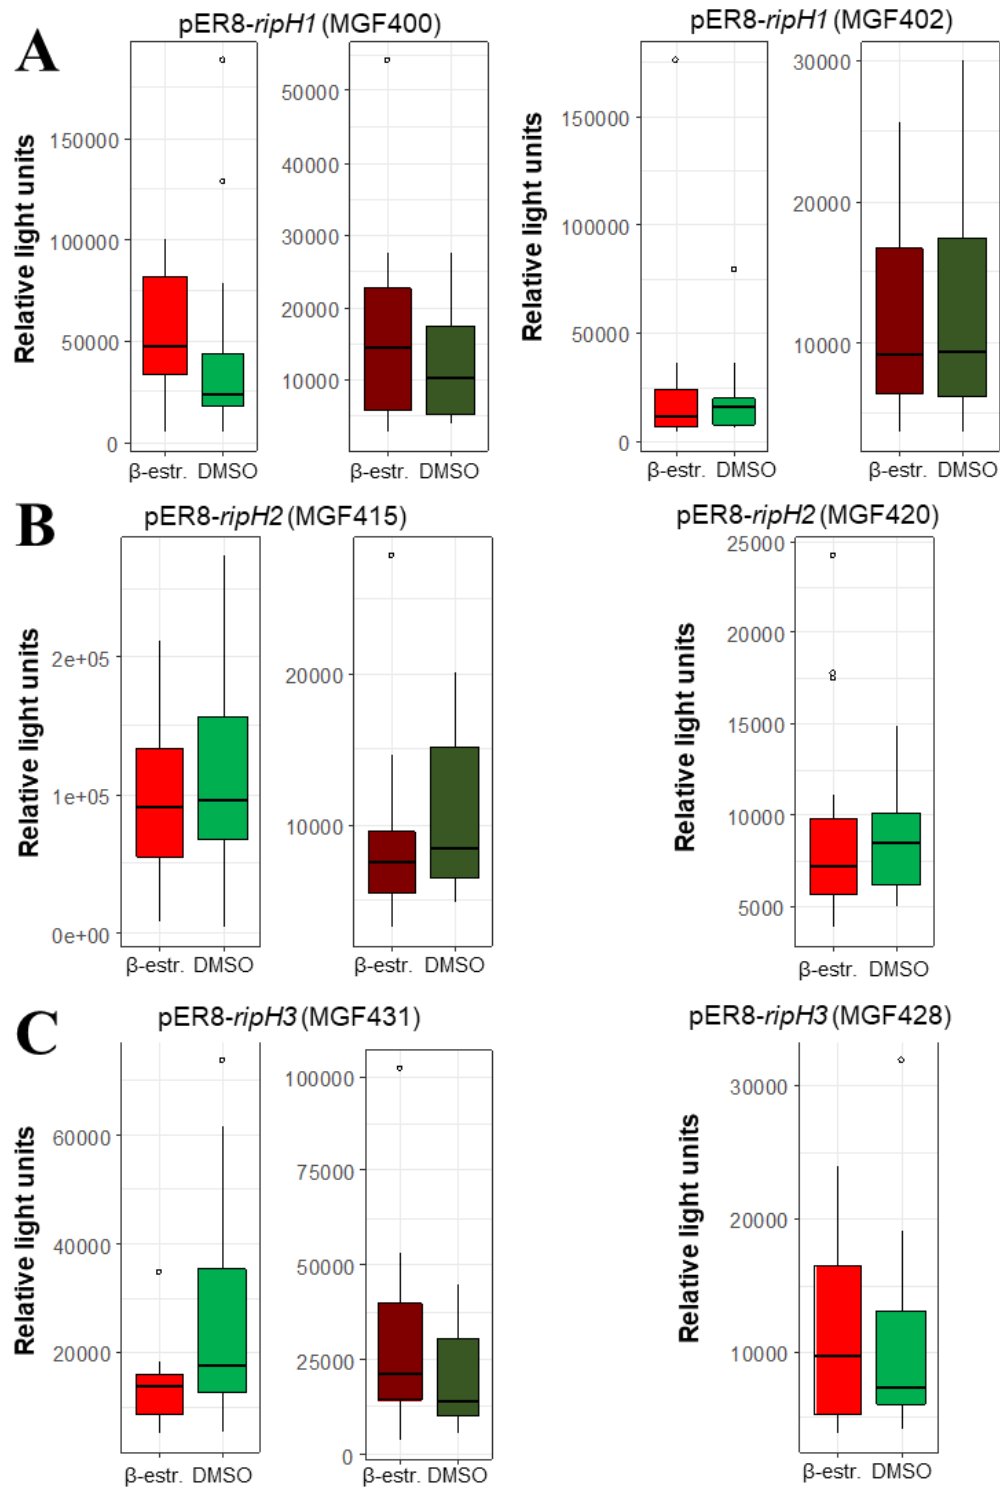 A
pER8-ripH1 (MGF400)
pER8-ripH1 (MGF402)
Relative light units
150000
100000
50000
0
β-estr. DMSO
50000
40000
30000
20000
10000
β-estr. DMSO
Relative light units
150000
100000
50000
0
β-estr. DMSO
30000
20000
10000
β-estr. DMSO
B
pER8-ripH2 (MGF415)
pER8-ripH2 (MGF420)
Relative light units
2e+05
1e+05
0e+00
β-estr. DMSO
20000
10000
β-estr. DMSO
Relative light units
25000
20000
15000
10000
5000
β-estr. DMSO
C
pER8-ripH3 (MGF431)
pER8-ripH3 (MGF428)
Relative light units
60000
40000
20000
β-estr. DMSO
100000
75000
50000
25000
0
β-estr. DMSO
Relative light units
30000
20000
10000
β-estr. DMSO